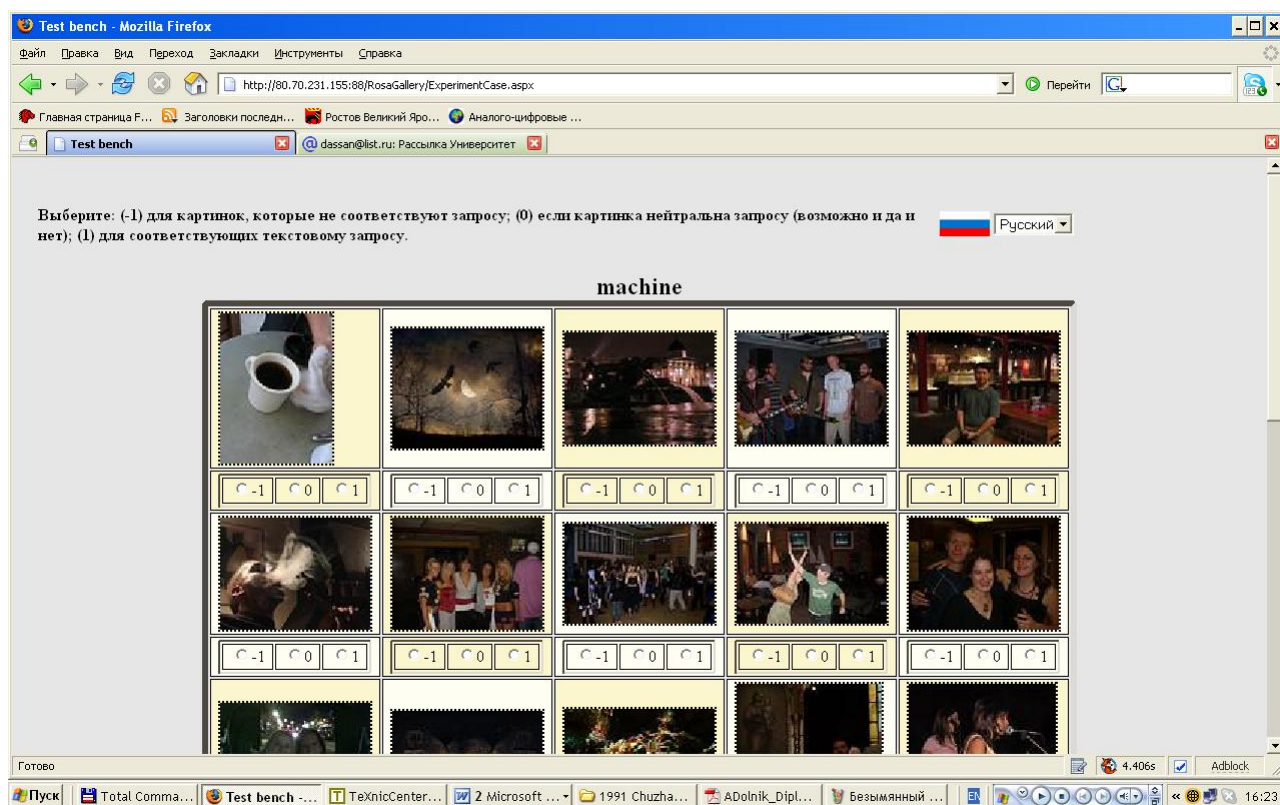 Test bench - Mozilla Firefox
Файл Правка Вид Переход Закладки Инструменты Справка
http://80.70.231.155:88/RosaGallery/ExperimentCase.aspx Перейти
Главная страница F... Заголовки последн... Ростов Великий Яро... Аналого-цифровые ...
Test bench dassan@list.ru: Рассылка Университет
Выберите: (-1) для картинок, которые не соответствуют запросу; (0) если картинка нейтральна запросу (возможно и да и
нет); (1) для соответствующих текстовому запросу.
Русский
machine
-1 0 1 -1 0 1 -1 0 1 -1 0 1 -1 0 1
-1 0 1 -1 0 1 -1 0 1 -1 0 1 -1 0 1
Готово 4.406s Adblock
Пуск Total Comma... Test bench -... TeXnicCenter... 2 Microsoft ... 1991 Chuzha... ADolnik_Dipl... Безымянный ... EN « 16:23